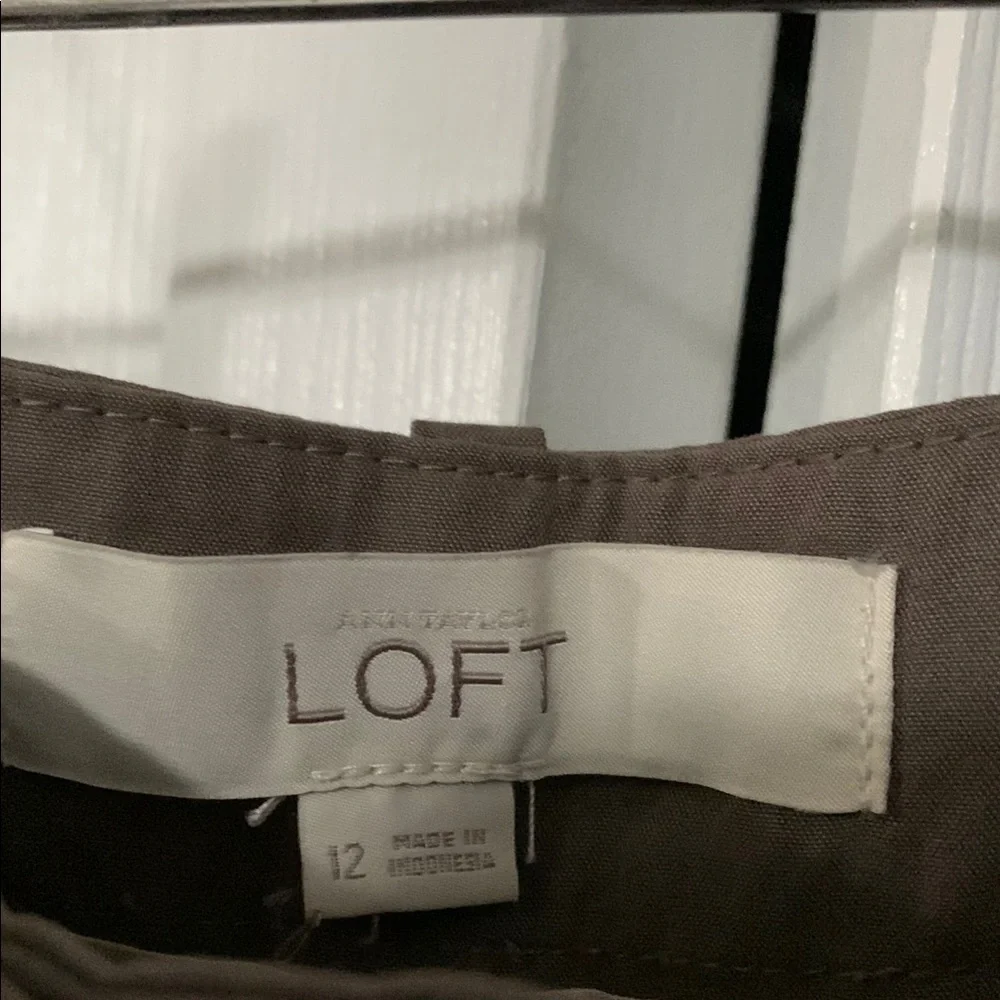 ANN TAYLOR
LOFT
12
MADE IN
INDONESIA